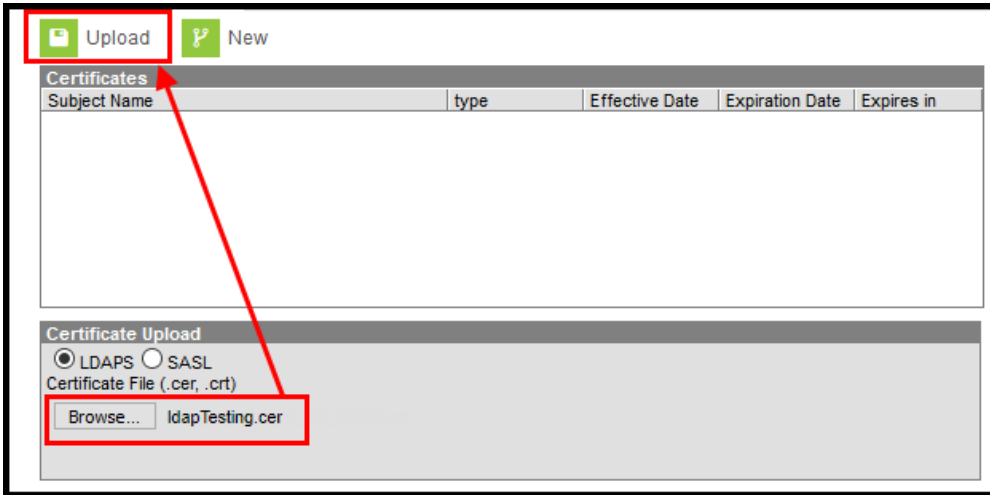 Upload New
Certificates
Subject Name type Effective Date Expiration Date Expires in
Certificate Upload
LDAPS SASL
Certificate File (.cer, .crt)
Browse... ldapTesting.cer